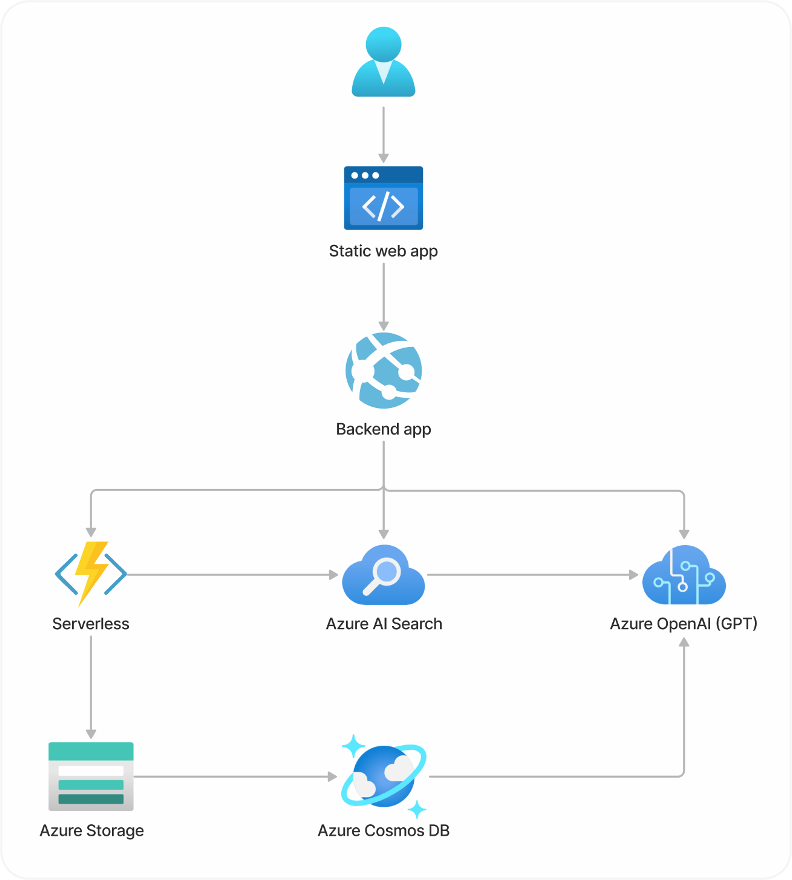 Static web app
Backend app
Serverless
Azure AI Search
Azure OpenAI (GPT)
Azure Storage
Azure Cosmos DB